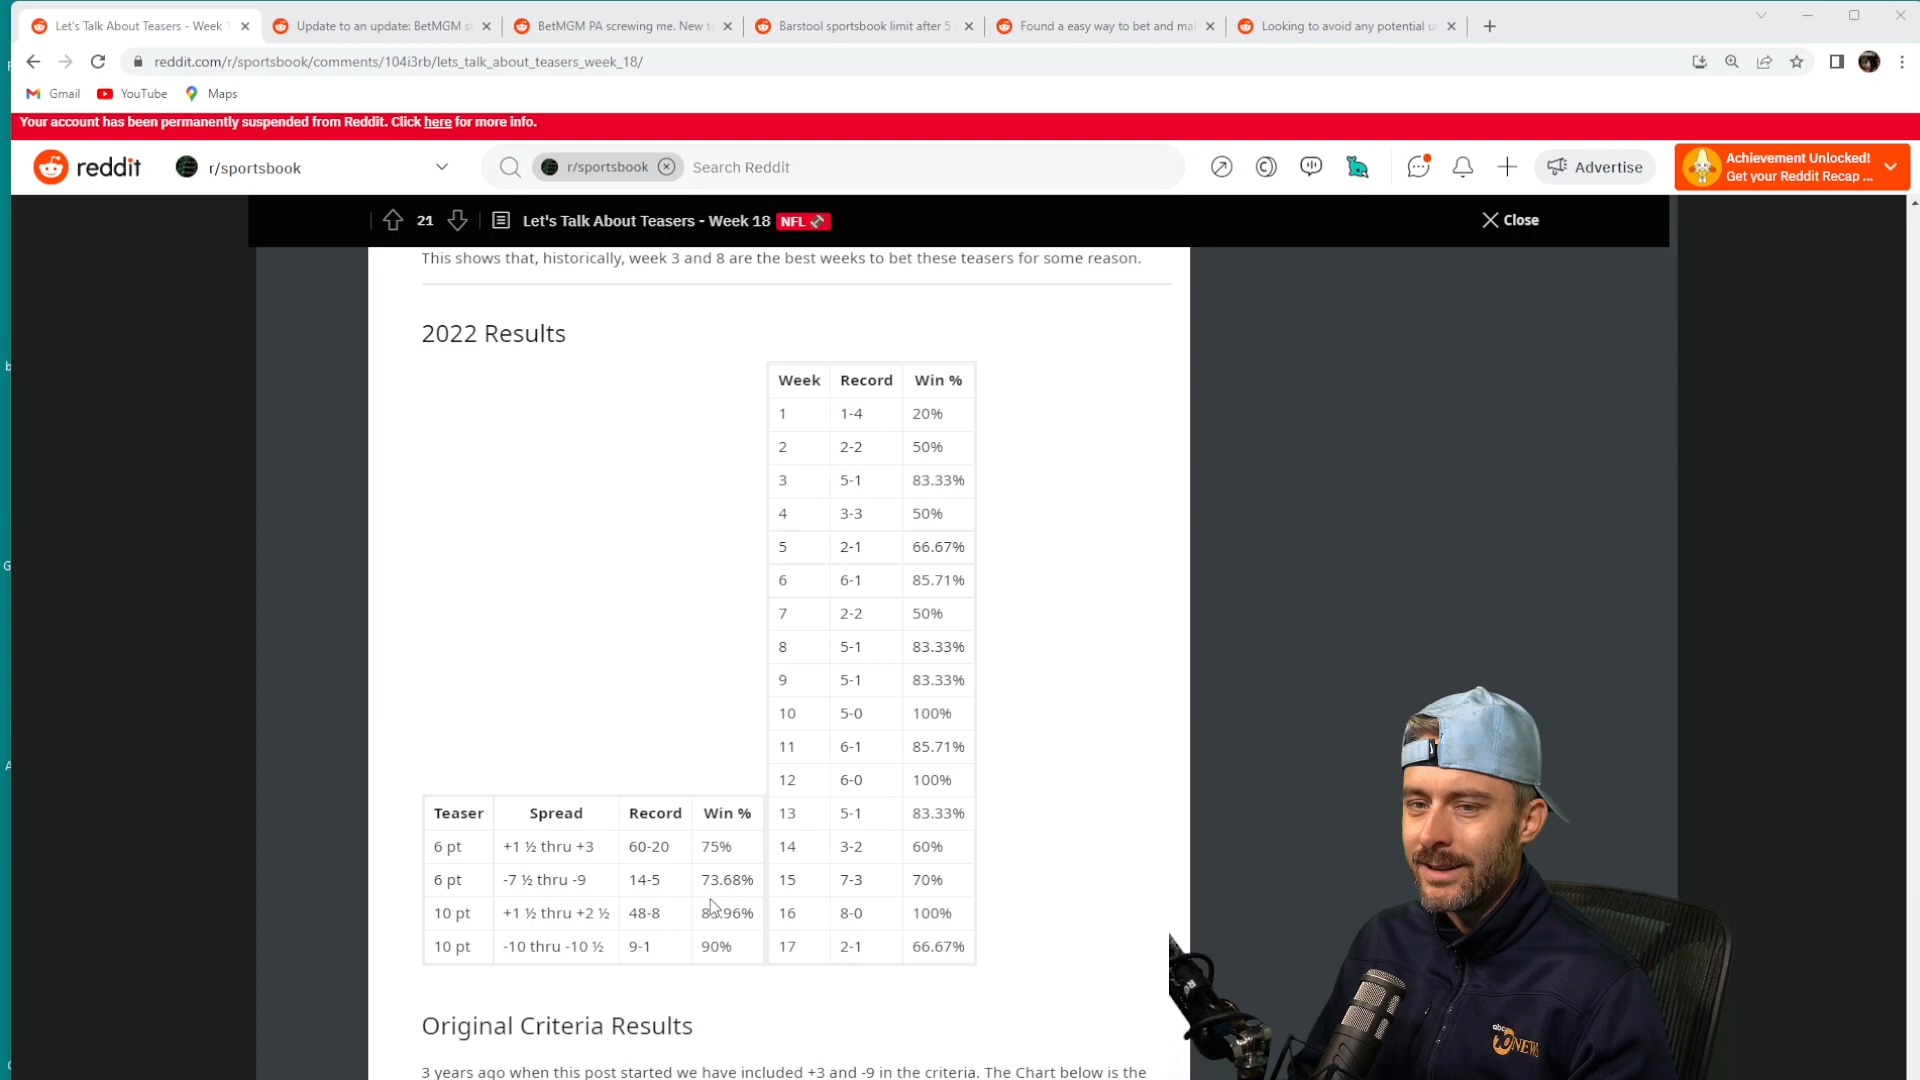 Let's Talk About Teasers - Week
Update to an update: BetMGM
BetMGM PA screwing me. New
Barstool sportsbook limit after 5
Found a easy way to bet and
Looking to avoid any potential
reddit.com/r/sportsbook/comments/104i3rb/lets_talk_about_teasers_week_18/
Gmail YouTube Maps
Your account has been permanently suspended from Reddit. Click here for more info.
reddit r/sportsbook r/sportsbook Search Reddit Advertise
Achievement Unlocked!
Get your Reddit Recap ...
21 Let's Talk About Teasers - Week 18 NFL Close
This shows that, historically, week 3 and 8 are the best weeks to bet these teasers for some reason.
2022 Results
Week Record Win %
1 1-4 20%
2 2-2 50%
3 5-1 83.33%
4 3-3 50%
5 2-1 66.67%
6 6-1 85.71%
7 2-2 50%
8 5-1 83.33%
9 5-1 83.33%
10 5-0 100%
11 6-1 85.71%
12 6-0 100%
13 5-1 83.33%
14 3-2 60%
15 7-3 70%
16 8-0 100%
17 2-1 66.67%
Teaser Spread Record Win %
6 pt +1 ½ thru +3 60-20 75%
6 pt -7 ½ thru -9 14-5 73.68%
10 pt +1 ½ thru +2 ½ 48-8
10 pt -10 thru -10 ½ 9-1 90%
Original Criteria Results
3 years ago when this post started we have included +3 and -9 in the criteria. The Chart below is the
abc
10 NEWS